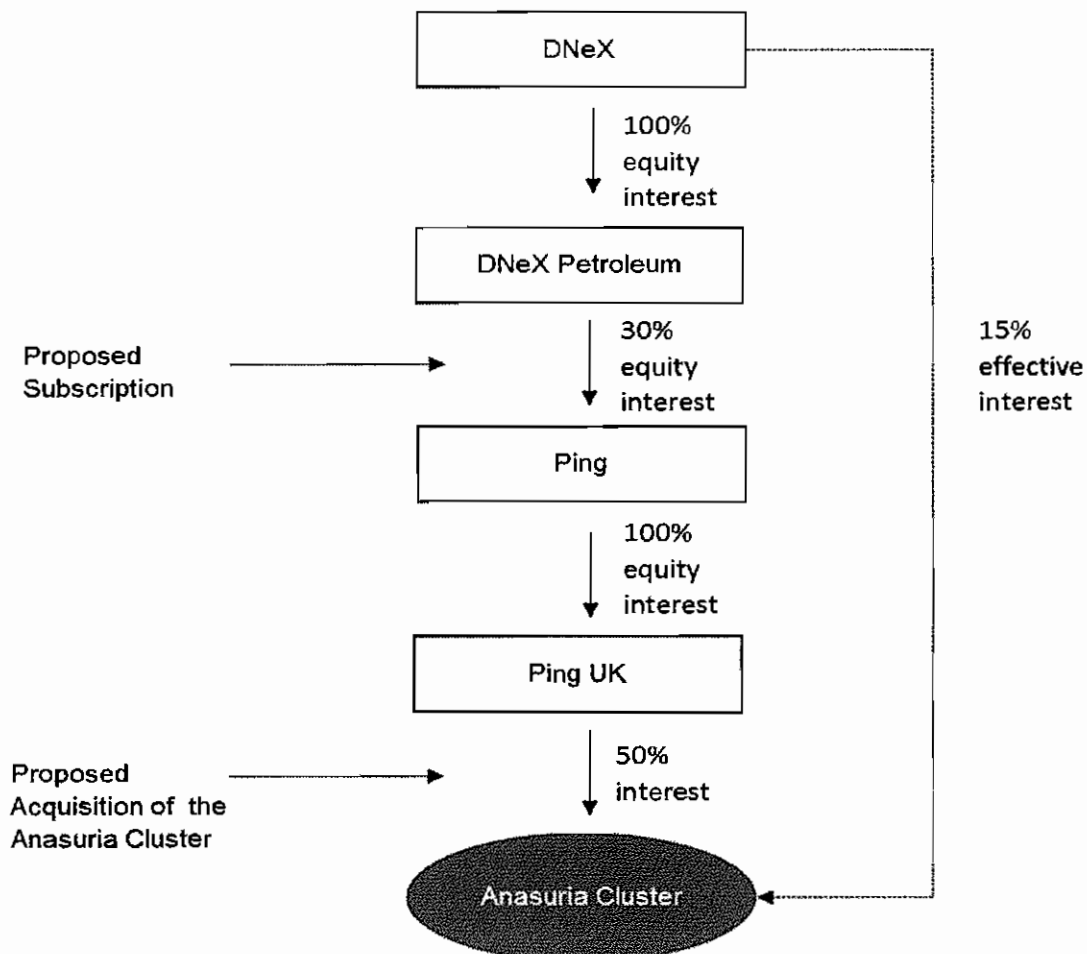 DNeX
100%
equity
interest
DNeX Petroleum
Proposed
Subscription
30%
equity
interest
15%
effective
interest
Ping
100%
equity
interest
Ping UK
Proposed
Acquisition of the
Anasuria Cluster
50%
interest
Anasuria Cluster